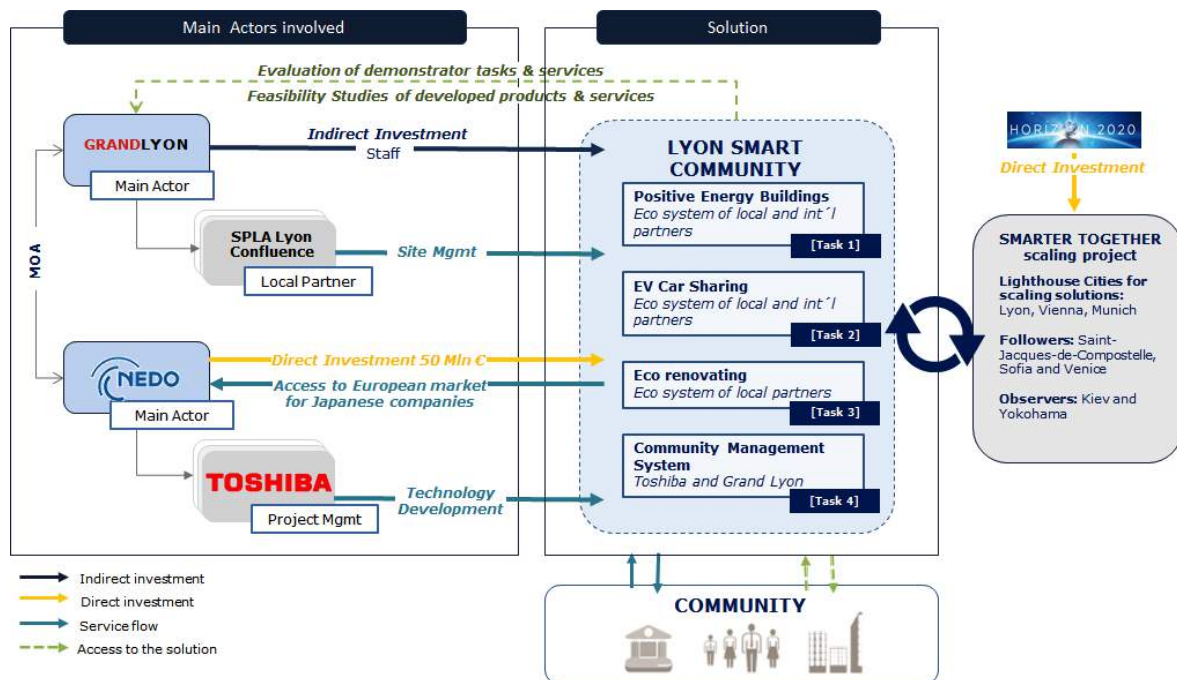 Main Actors involved
Solution
Evaluation of demonstrator tasks & services
Feasibility Studies of developed products & services
GRANDLYON
Main Actor
Indirect Investment
Staff
SPLA Lyon
Confluence
Local Partner
Site Mgmt
MOA
NEDO
Main Actor
Direct Investment 50 Mln €
Access to European market
for Japanese companies
TOSHIBA
Project Mgmt
Technology
Development
LYON SMART
COMMUNITY
Positive Energy Buildings
Eco system of local and int´l
partners
[Task 1]
EV Car Sharing
Eco system of local and int´l
partners
[Task 2]
Eco renovating
Eco system of local partners
[Task 3]
Community Management
System
Toshiba and Grand Lyon
[Task 4]
HORIZON 2020
Direct Investment
SMARTER TOGETHER
scaling project
Lighthouse Cities for
scaling solutions:
Lyon, Vienna, Munich
Followers: Saint-
Jacques-de-Compostelle,
Sofia and Venice
Observers: Kiev and
Yokohama
Indirect investment
Direct investment
Service flow
Access to the solution
COMMUNITY